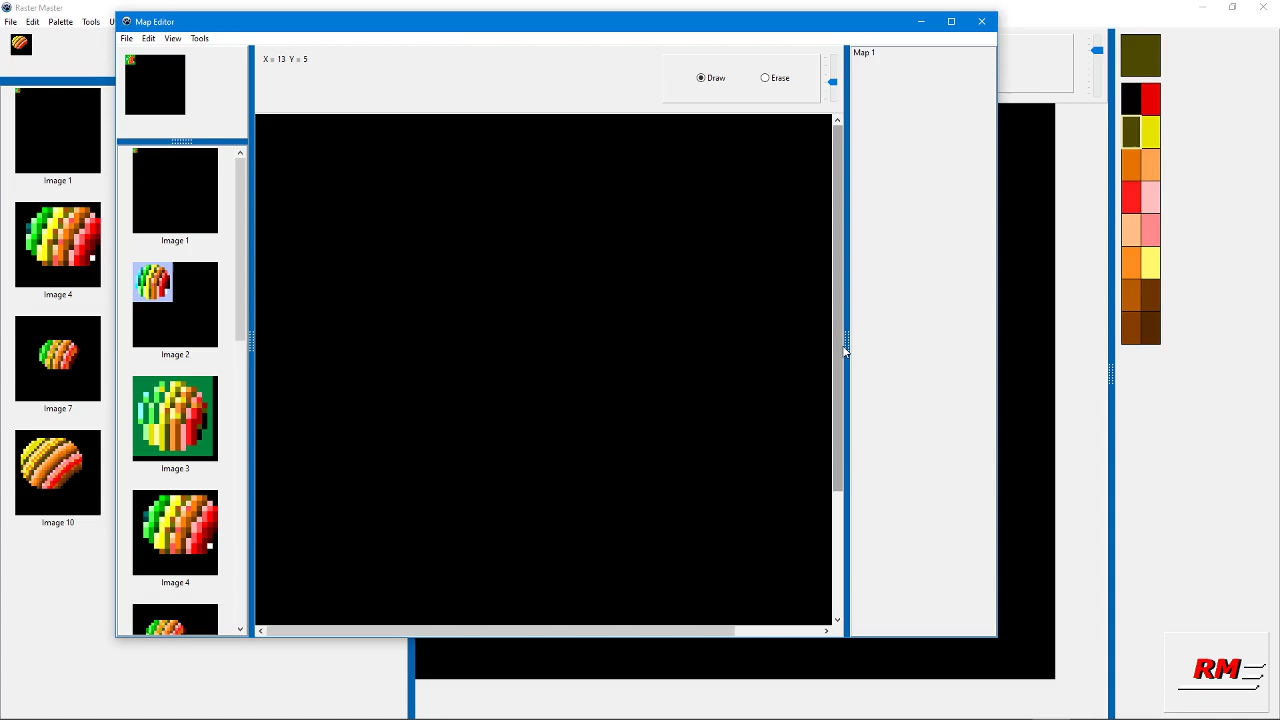 Raster Master
File Edit Palette Tools U
Map Editor
File Edit View Tools
X = 13 Y = 5
Draw
Erase
Map 1
Image 1
Image 4
Image 7
Image 10
Image 1
Image 2
Image 3
Image 4
RM